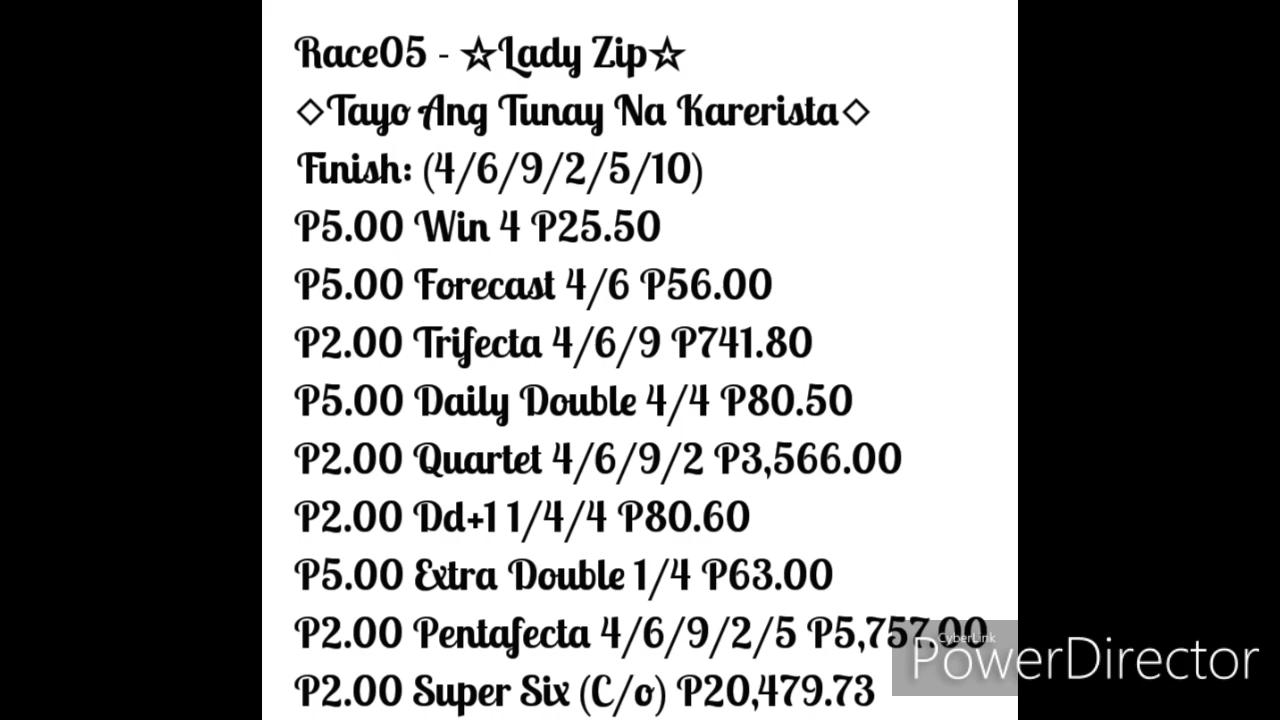 Race05 - ☆Lady Zip☆
◇Tayo Ang Tunay Na Karerista◇
Finish: (4/6/9/2/5/10)
P5.00 Win 4 P25.50
P5.00 Forecast 4/6 P56.00
P2.00 Trifecta 4/6/9 P741.80
P5.00 Daily Double 4/4 P80.50
P2.00 Quartet 4/6/9/2 P3,566.00
P2.00 Dd+1 1/4/4 P80.60
P5.00 Extra Double 1/4 P63.00
P2.00 Pentafecta 4/6/9/2/5 P5,757.00
P2.00 Super Six (C/o) P20,479.73
CyberLink
PowerDirector